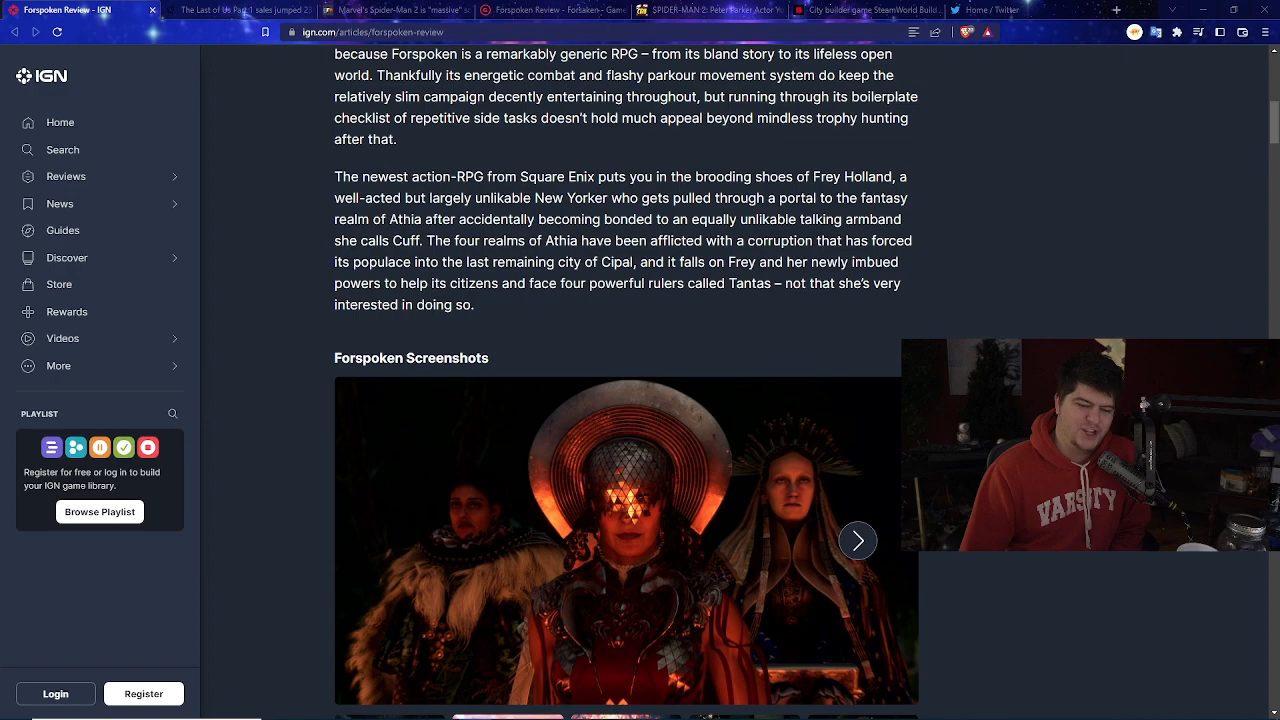 Forspoken Review - IGN
The Last of Us Part 1 sales jumped 23
Marvel's Spider-Man 2 is "massive" sc
Forspoken Review - Forsaken - Game
SPIDER-MAN 2: Peter Parker Actor Yu
City builder game SteamWorld Build
Home / Twitter
ign.com/articles/forspoken-review
IGN
Home
Search
Reviews
News
Guides
Discover
Store
Rewards
Videos
More
PLAYLIST
Register for free or log in to build
your IGN game library.
Browse Playlist
Login
Register
because Forspoken is a remarkably generic RPG – from its bland story to its lifeless open
world. Thankfully its energetic combat and flashy parkour movement system do keep the
relatively slim campaign decently entertaining throughout, but running through its boilerplate
checklist of repetitive side tasks doesn't hold much appeal beyond mindless trophy hunting
after that.
The newest action-RPG from Square Enix puts you in the brooding shoes of Frey Holland, a
well-acted but largely unlikable New Yorker who gets pulled through a portal to the fantasy
realm of Athia after accidentally becoming bonded to an equally unlikable talking armband
she calls Cuff. The four realms of Athia have been afflicted with a corruption that has forced
its populace into the last remaining city of Cipal, and it falls on Frey and her newly imbued
powers to help its citizens and face four powerful rulers called Tantas – not that she's very
interested in doing so.
Forspoken Screenshots
VARSITY